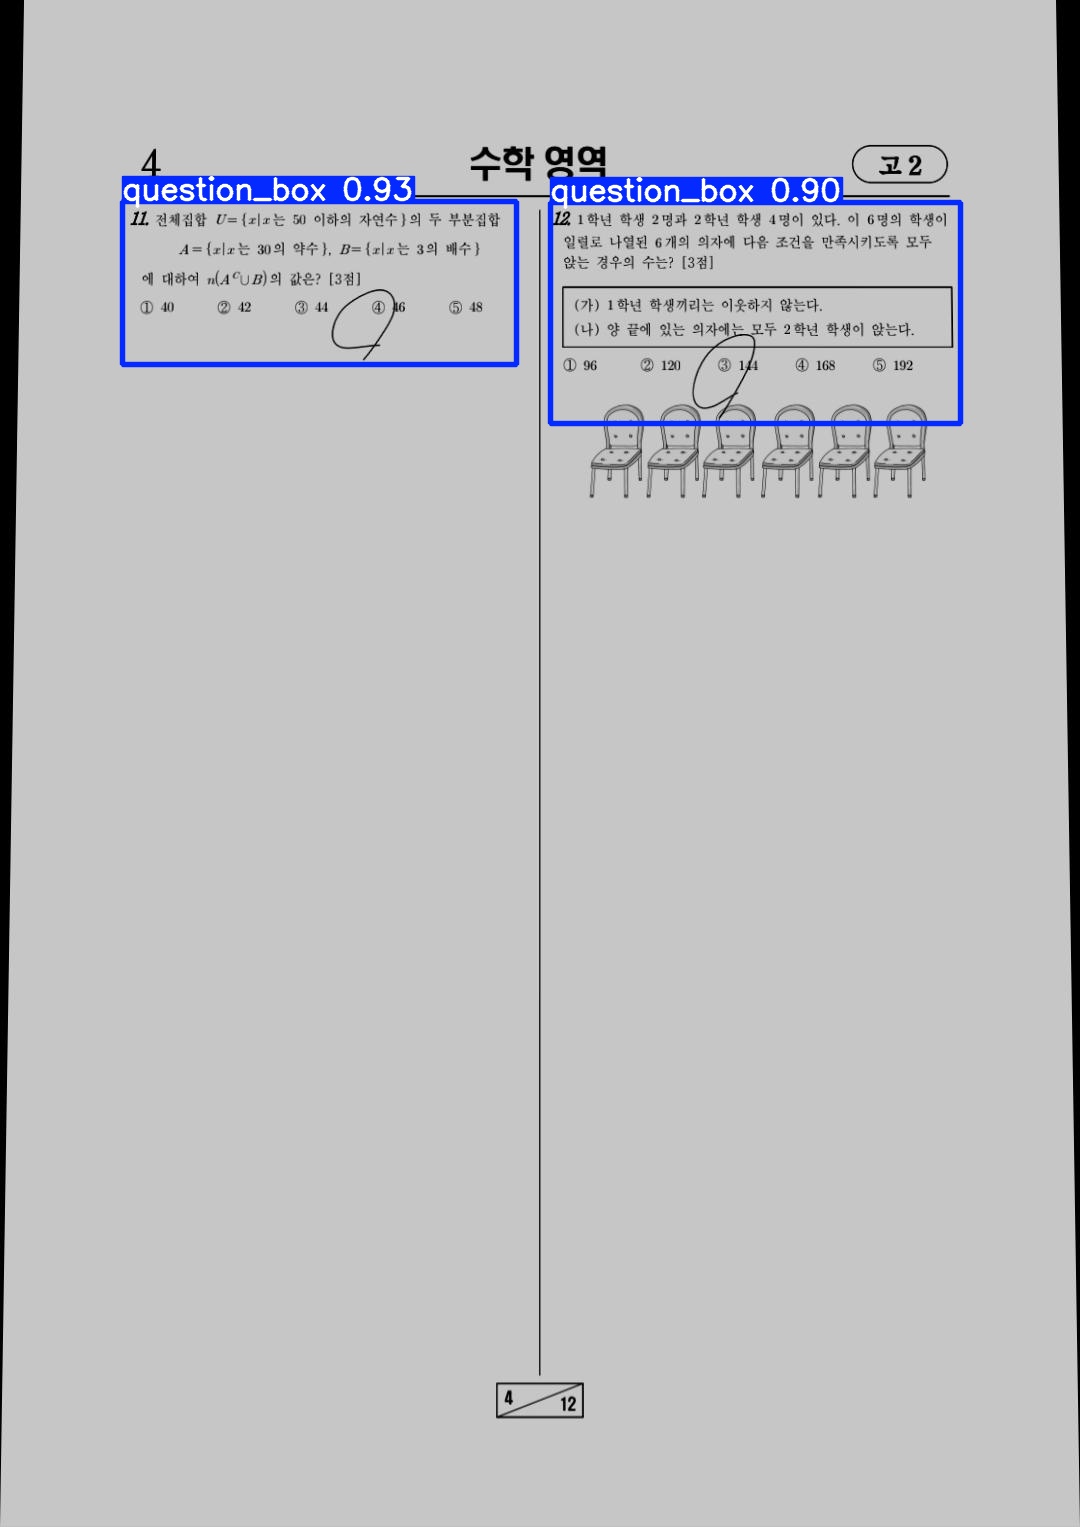 4
수학 영역
고 2
question_box 0.93
11. 전체집합 U={x|x는 50 이하의 자연수}의 두 부분집합
A={x|x는 30의 약수}, B={x|x는 3의 배수}
에 대하여 n(A^C∪B)의 값은? [3점]
① 40 ② 42 ③ 44 ④ 46 ⑤ 48
question_box 0.90
12. 1학년 학생 2명과 2학년 학생 4명이 있다. 이 6명의 학생이
일렬로 나열된 6개의 의자에 다음 조건을 만족시키도록 모두
앉는 경우의 수는? [3점]
(가) 1학년 학생끼리는 이웃하지 않는다.
(나) 양 끝에 있는 의자에는 모두 2학년 학생이 앉는다.
① 96 ② 120 ③ 144 ④ 168 ⑤ 192
4
12